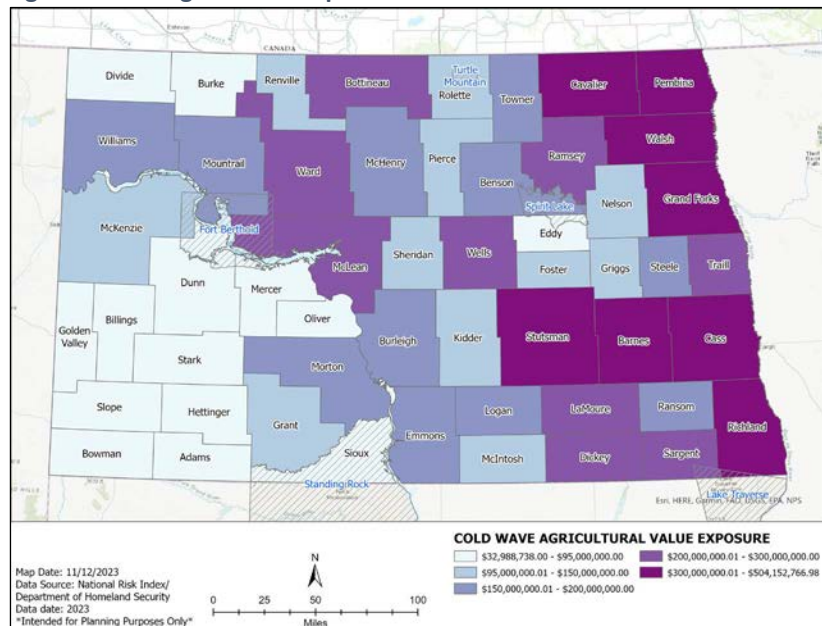 CANADA
Divide
Burke
Renville
Bottineau
Turtle
Mountain
Rolette
Towner
Cavalier
Pembina
Williams
Mountrail
Ward
McHenry
Pierce
Benson
Ramsey
Walsh
Spirit Lake
Nelson
Grand Forks
McKenzie
Fort Berthold
McLean
Sheridan
Wells
Eddy
Foster
Griggs
Steele
Traill
Dunn
Mercer
Oliver
Golden
Valley
Billings
Stark
Morton
Burleigh
Kidder
Stutsman
Barnes
Cass
Slope
Hettinger
Grant
Emmons
Logan
LaMoure
Ransom
Richland
Bowman
Adams
Sioux
McIntosh
Dickey
Sargent
Standing Rock
Lake Traverse
Esri, HERE, Garmin, FAO, USGS, EPA, NPS
COLD WAVE AGRICULTURAL VALUE EXPOSURE
$32,988,738.00 - $95,000,000.00
$200,000,000.01 - $300,000,000.00
$95,000,000.01 - $150,000,000.00
$300,000,000.01 - $504,152,766.98
$150,000,000.01 - $200,000,000.00
Map Date: 11/12/2023
Data Source: National Risk Index/
Department of Homeland Security
Data date: 2023
*Intended for Planning Purposes Only*
N
0 25 50 100
Miles